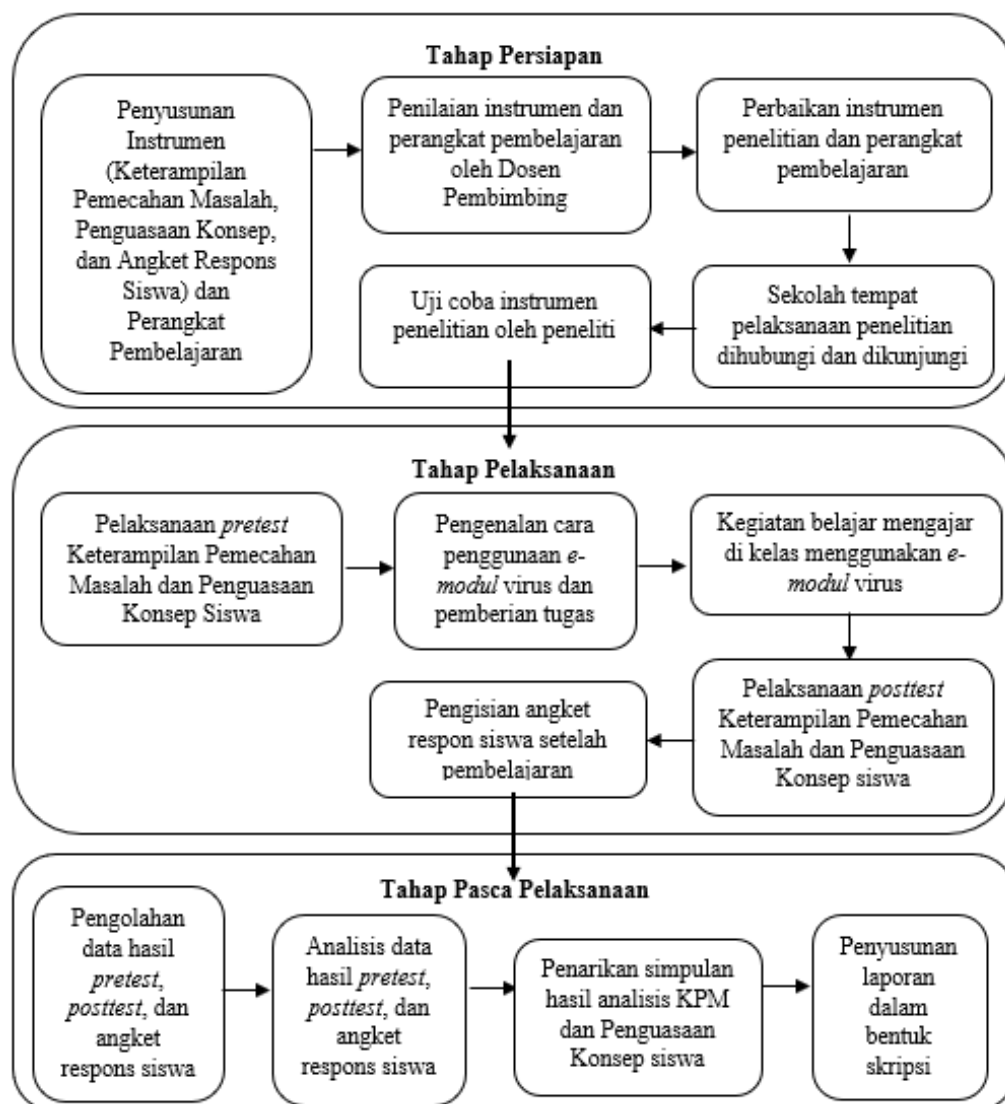 Tahap Persiapan
Penyusunan
Instrumen
(Keterampilan
Pemecahan Masalah,
Penguasaan Konsep,
dan Angket Respons
Siswa) dan
Perangkat
Pembelajaran
Penilaian instrumen dan
perangkat pembelajaran
oleh Dosen
Pembimbing
Perbaikan instrumen
penelitian dan perangkat
pembelajaran
Sekolah tempat
pelaksanaan penelitian
dihubungi dan dikunjungi
Uji coba instrumen
penelitian oleh peneliti
Tahap Pelaksanaan
Pelaksanaan pretest
Keterampilan Pemecahan
Masalah dan Penguasaan
Konsep Siswa
Pengenalan cara
penggunaan e-
modul virus dan
pemberian tugas
Kegiatan belajar mengajar
di kelas menggunakan e-
modul virus
Pelaksanaan posttest
Keterampilan Pemecahan
Masalah dan Penguasaan
Konsep siswa
Pengisian angket
respon siswa setelah
pembelajaran
Tahap Pasca Pelaksanaan
Pengolahan
data hasil
pretest,
posttest, dan
angket
respons siswa
Analisis data
hasil pretest,
posttest, dan
angket
respons siswa
Penarikan simpulan
hasil analisis KPM
dan Penguasaan
Konsep siswa
Penyusunan
laporan
dalam
bentuk
skripsi